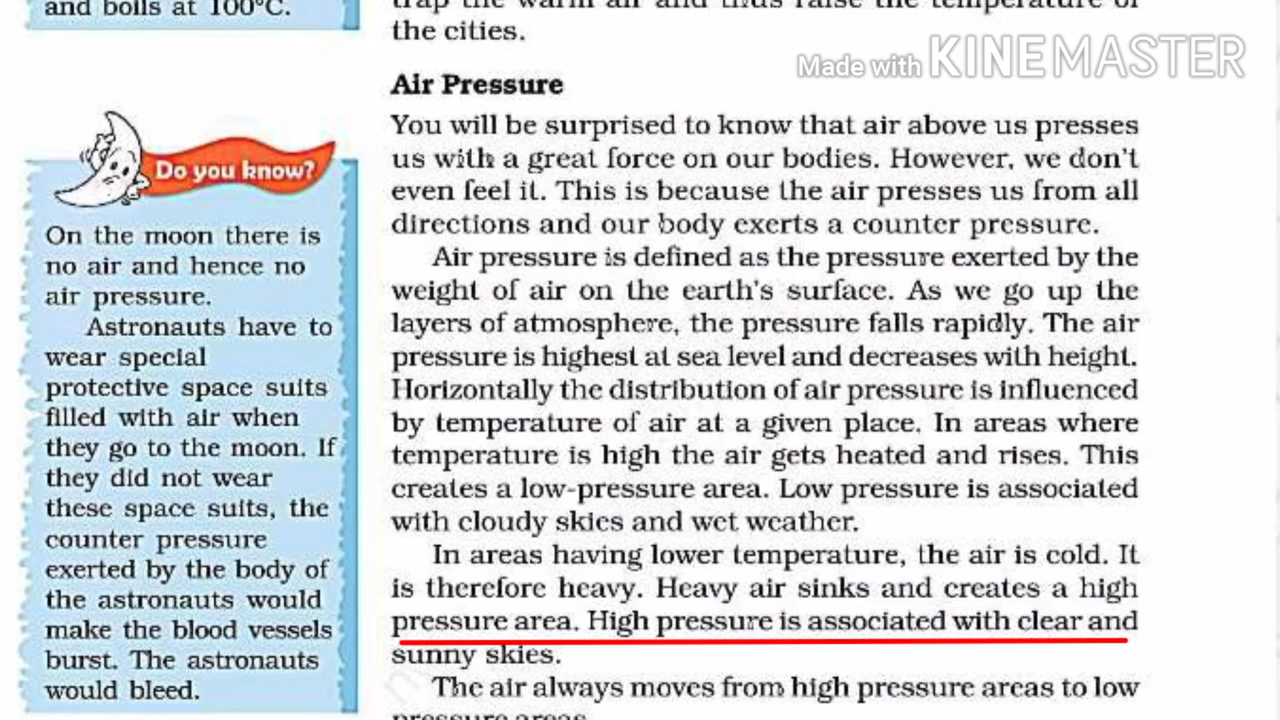 and boils at 100°C.
Do you know?
On the moon there is
no air and hence no
air pressure.
Astronauts have to
wear special
protective space suits
filled with air when
they go to the moon. If
they did not wear
these space suits, the
counter pressure
exerted by the body of
the astronauts would
make the blood vessels
burst. The astronauts
would bleed.
trap the warm air and thus raise the temperature of
the cities.
Made with KINEMASTER
Air Pressure
You will be surprised to know that air above us presses
us with a great force on our bodies. However, we don't
even feel it. This is because the air presses us from all
directions and our body exerts a counter pressure.
Air pressure is defined as the pressure exerted by the
weight of air on the earth's surface. As we go up the
layers of atmosphere, the pressure falls rapidly. The air
pressure is highest at sea level and decreases with height.
Horizontally the distribution of air pressure is influenced
by temperature of air at a given place. In areas where
temperature is high the air gets heated and rises. This
creates a low-pressure area. Low pressure is associated
with cloudy skies and wet weather.
In areas having lower temperature, the air is cold. It
is therefore heavy. Heavy air sinks and creates a high
pressure area. High pressure is associated with clear and
sunny skies.
The air always moves from high pressure areas to low
pressure areas.